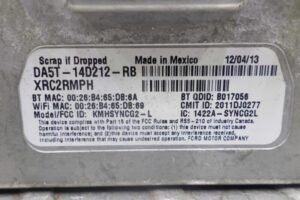 Scrap if Dropped Made in Mexico 12/04/13
DA5T-14D212-RB
XRC2RMPH
BT MAC: 00:26:B4:65:DB:6A BT QDID: B017056
WiFi MAC: 00:26:B4:65:DB:69 CMIT ID: 2011DJ0277
Model/FCC ID: KMHSYNCG2-L IC: 1422A-SYNCG2L
This device complies with Part 15 of the FCC Rules and RSS-210 of Industry Canada.
Operation is subject to the following two conditions: (1) this device may not cause
harmful interference, and (2) this device must accept any interference received,
including interference that may cause undesired operation. FORD MOTOR COMPANY